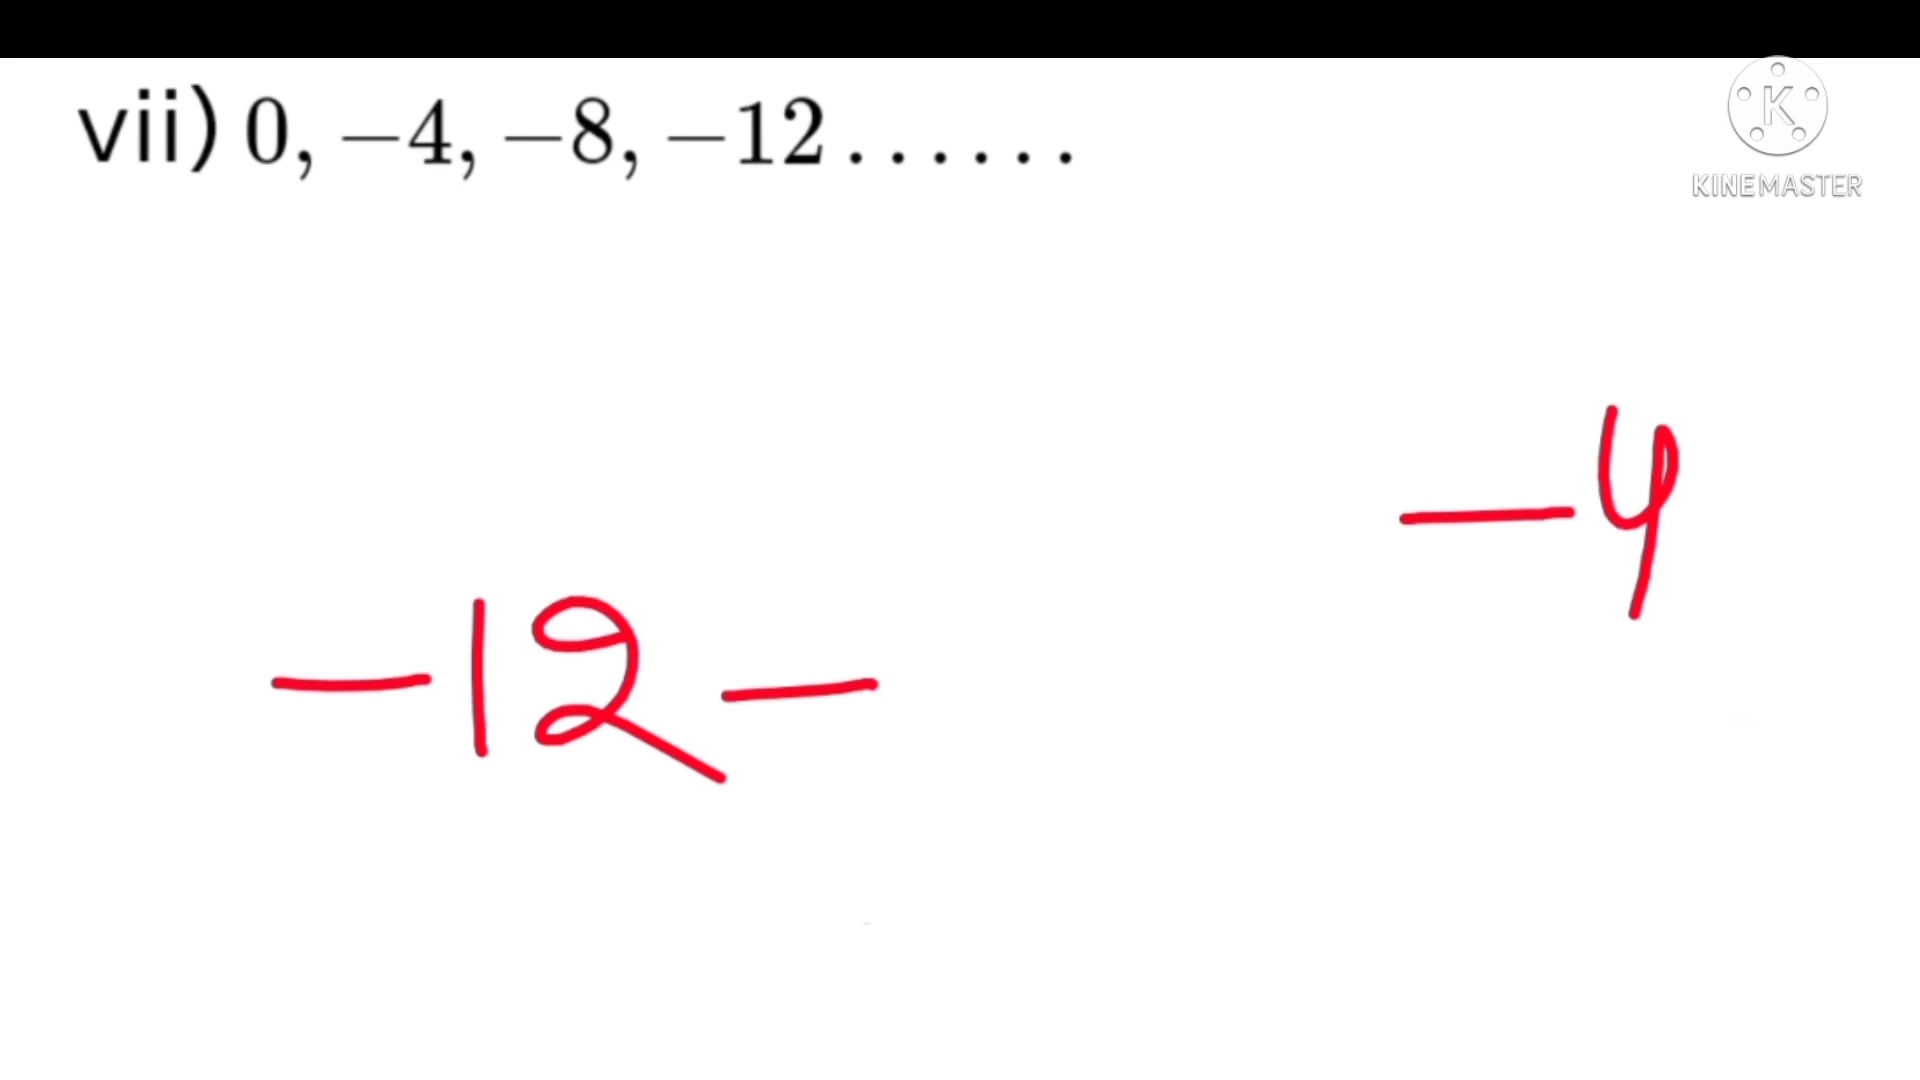 vii) 0, −4, −8, −12 . . . . . .
K
KINEMASTER
−4
−12 −